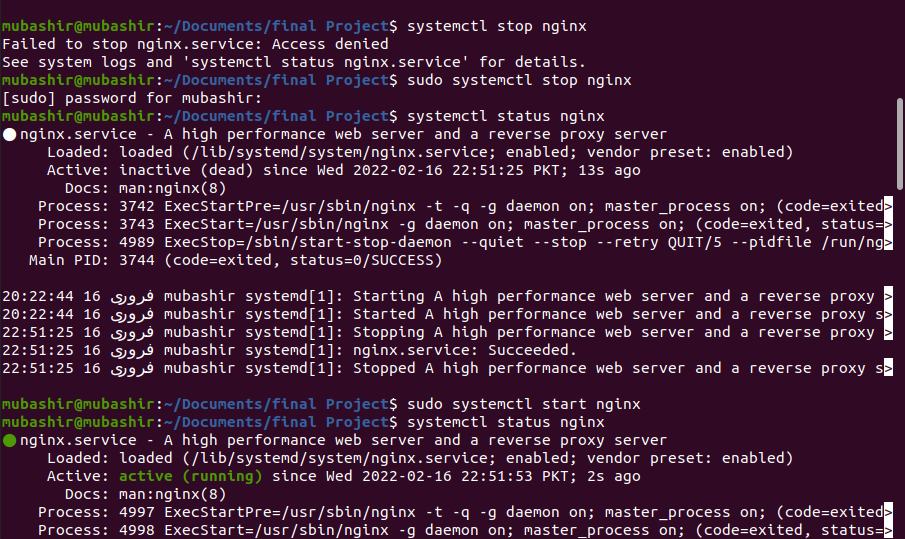 mubashir@mubashir:~/Documents/final Project$ systemctl stop nginx
Failed to stop nginx.service: Access denied
See system logs and 'systemctl status nginx.service' for details.
mubashir@mubashir:~/Documents/final Project$ sudo systemctl stop nginx
[sudo] password for mubashir:
mubashir@mubashir:~/Documents/final Project$ systemctl status nginx
● nginx.service - A high performance web server and a reverse proxy server
     Loaded: loaded (/lib/systemd/system/nginx.service; enabled; vendor preset: enabled)
     Active: inactive (dead) since Wed 2022-02-16 22:51:25 PKT; 13s ago
       Docs: man:nginx(8)
    Process: 3742 ExecStartPre=/usr/sbin/nginx -t -q -g daemon on; master_process on; (code=exited>
    Process: 3743 ExecStart=/usr/sbin/nginx -g daemon on; master_process on; (code=exited, status=>
    Process: 4989 ExecStop=/sbin/start-stop-daemon --quiet --stop --retry QUIT/5 --pidfile /run/ng>
   Main PID: 3744 (code=exited, status=0/SUCCESS)

20:22:44 16 فروری mubashir systemd[1]: Starting A high performance web server and a reverse proxy >
20:22:44 16 فروری mubashir systemd[1]: Started A high performance web server and a reverse proxy s>
22:51:25 16 فروری mubashir systemd[1]: Stopping A high performance web server and a reverse proxy >
22:51:25 16 فروری mubashir systemd[1]: nginx.service: Succeeded.
22:51:25 16 فروری mubashir systemd[1]: Stopped A high performance web server and a reverse proxy s>

mubashir@mubashir:~/Documents/final Project$ sudo systemctl start nginx
mubashir@mubashir:~/Documents/final Project$ systemctl status nginx
● nginx.service - A high performance web server and a reverse proxy server
     Loaded: loaded (/lib/systemd/system/nginx.service; enabled; vendor preset: enabled)
     Active: active (running) since Wed 2022-02-16 22:51:53 PKT; 2s ago
       Docs: man:nginx(8)
    Process: 4997 ExecStartPre=/usr/sbin/nginx -t -q -g daemon on; master_process on; (code=exited>
    Process: 4998 ExecStart=/usr/sbin/nginx -g daemon on; master_process on; (code=exited, status=>